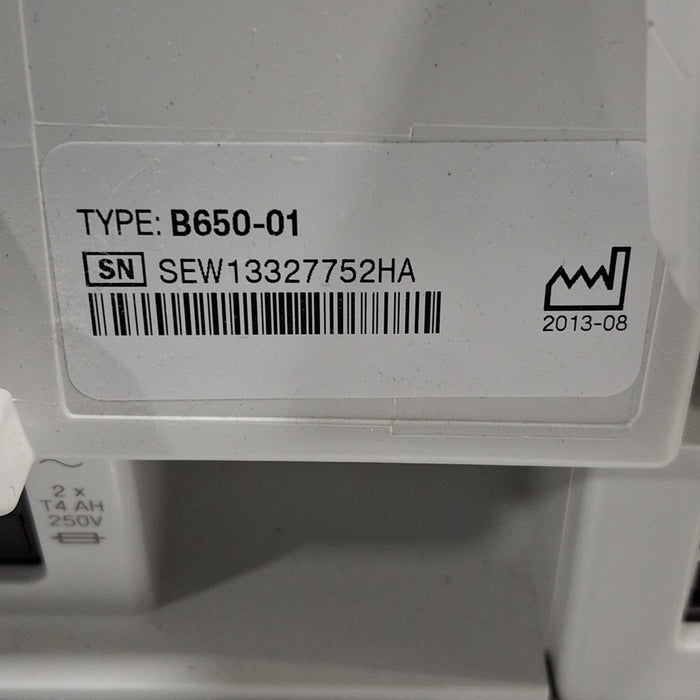 TYPE: B650-01
SN SEW13327752HA
2013-08
2 x
T4 AH
250V